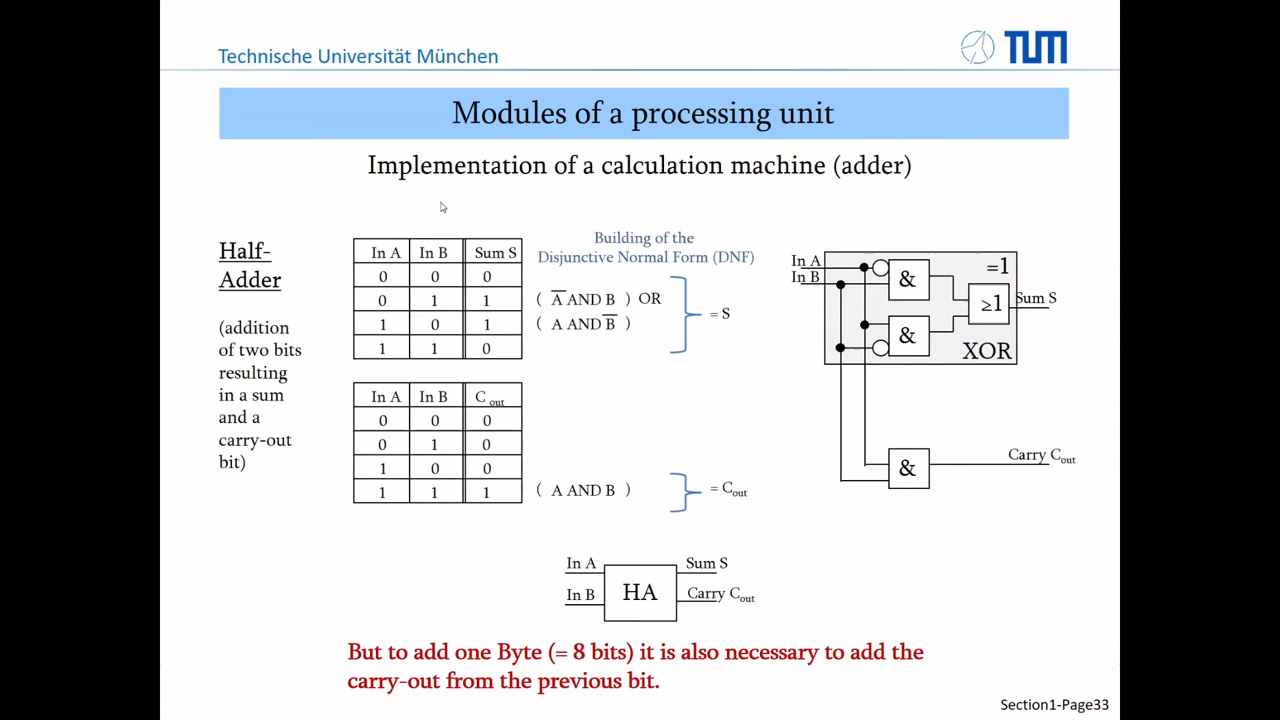 Technische Universität München
TUM
Modules of a processing unit
Implementation of a calculation machine (adder)
Half-
Adder
(addition
of two bits
resulting
in a sum
and a
carry-out
bit)
In A In B Sum S
0 0 0
0 1 1
1 0 1
1 1 0
Building of the
Disjunctive Normal Form (DNF)
( A̅ AND B ) OR
( A AND B̅ )
= S
In A In B C out
0 0 0
0 1 0
1 0 0
1 1 1
( A AND B )
= Cout
In A
In B
&
&
=1
≥1
Sum S
XOR
&
Carry Cout
In A
In B
HA
Sum S
Carry Cout
But to add one Byte (= 8 bits) it is also necessary to add the
carry-out from the previous bit.
Section1-Page33